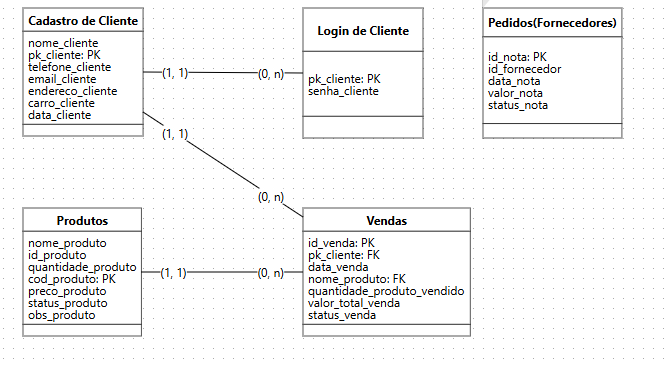 Cadastro de Cliente
nome_cliente
pk_cliente: PK
telefone_cliente
email_cliente
endereco_cliente
carro_cliente
data_cliente
(1, 1)
(0, n)
Login de Cliente
pk_cliente: PK
senha_cliente
Pedidos(Fornecedores)
id_nota: PK
id_fornecedor
data_nota
valor_nota
status_nota
(1, 1)
(0, n)
Produtos
nome_produto
id_produto
quantidade_produto
cod_produto: PK
preco_produto
status_produto
obs_produto
(1, 1)
(0, n)
Vendas
id_venda: PK
pk_cliente: FK
data_venda
nome_produto: FK
quantidade_produto_vendido
valor_total_venda
status_venda